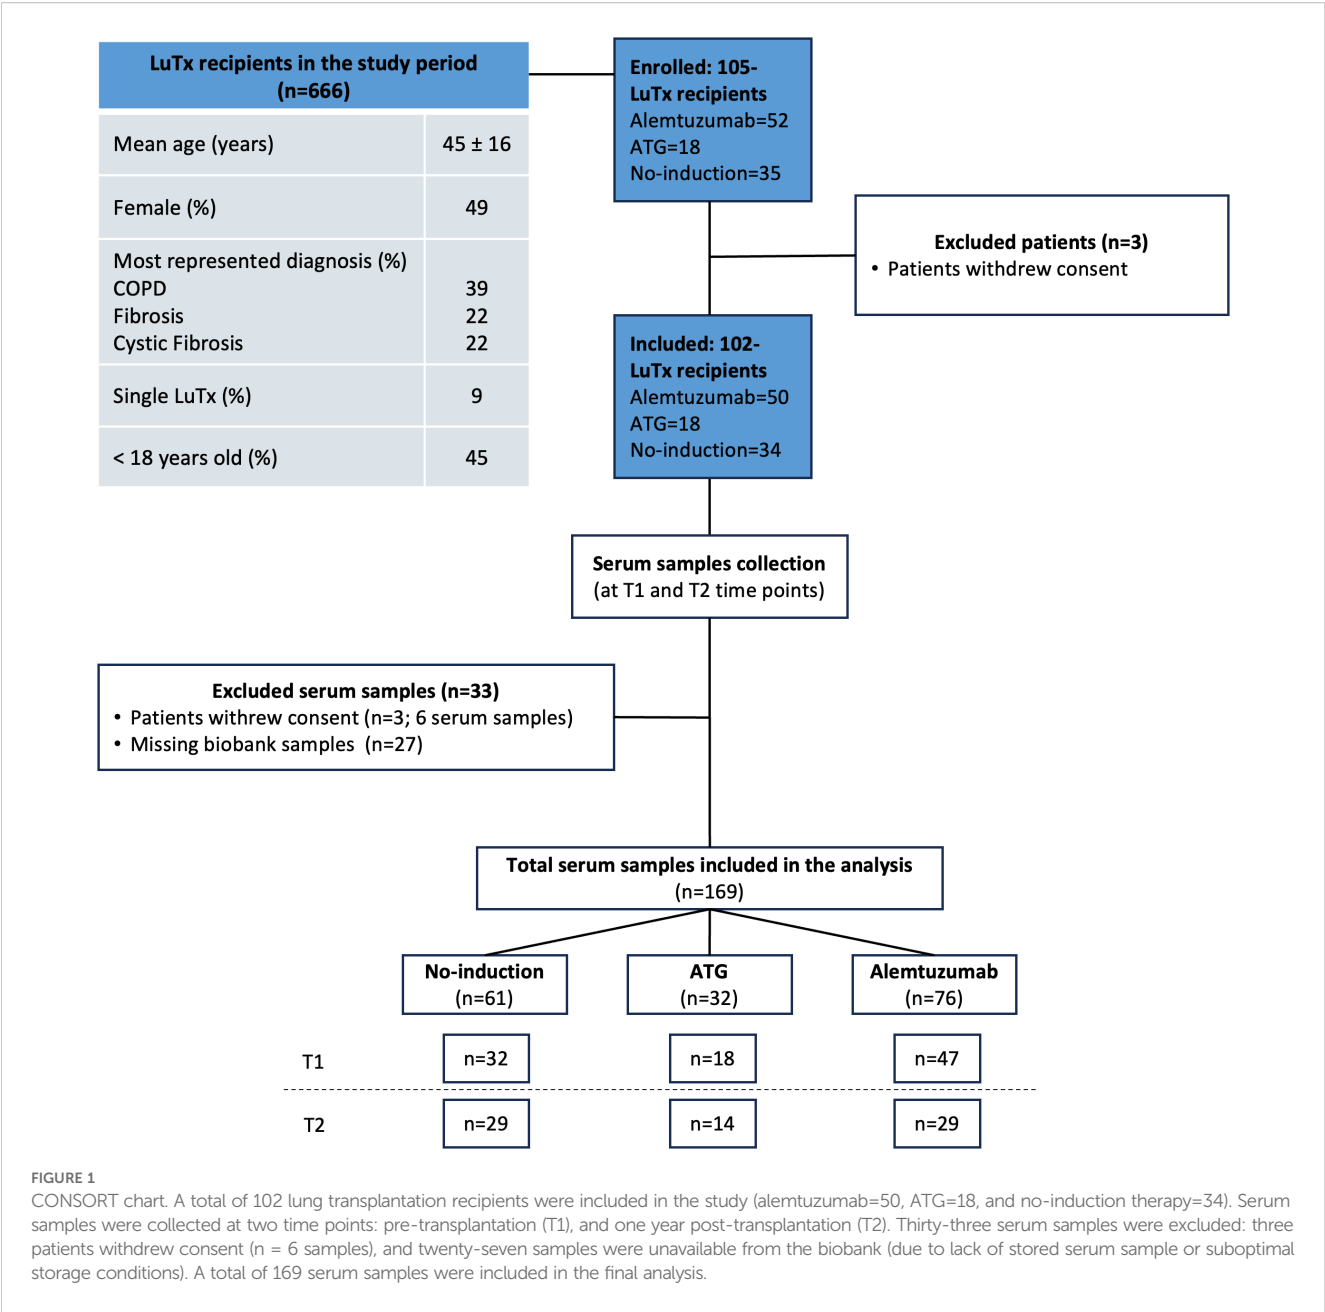 LuTx recipients in the study period
(n=666)
Mean age (years) 45 ± 16
Female (%) 49
Most represented diagnosis (%)
COPD 39
Fibrosis 22
Cystic Fibrosis 22
Single LuTx (%) 9
< 18 years old (%) 45
Enrolled: 105-
LuTx recipients
Alemtuzumab=52
ATG=18
No-induction=35
Excluded patients (n=3)
• Patients withdrew consent
Included: 102-
LuTx recipients
Alemtuzumab=50
ATG=18
No-induction=34
Serum samples collection
(at T1 and T2 time points)
Excluded serum samples (n=33)
• Patients withrew consent (n=3; 6 serum samples)
• Missing biobank samples (n=27)
Total serum samples included in the analysis
(n=169)
No-induction
(n=61)
ATG
(n=32)
Alemtuzumab
(n=76)
T1 n=32 n=18 n=47
T2 n=29 n=14 n=29
FIGURE 1
CONSORT chart. A total of 102 lung transplantation recipients were included in the study (alemtuzumab=50, ATG=18, and no-induction therapy=34). Serum
samples were collected at two time points: pre-transplantation (T1), and one year post-transplantation (T2). Thirty-three serum samples were excluded: three
patients withdrew consent (n = 6 samples), and twenty-seven samples were unavailable from the biobank (due to lack of stored serum sample or suboptimal
storage conditions). A total of 169 serum samples were included in the final analysis.